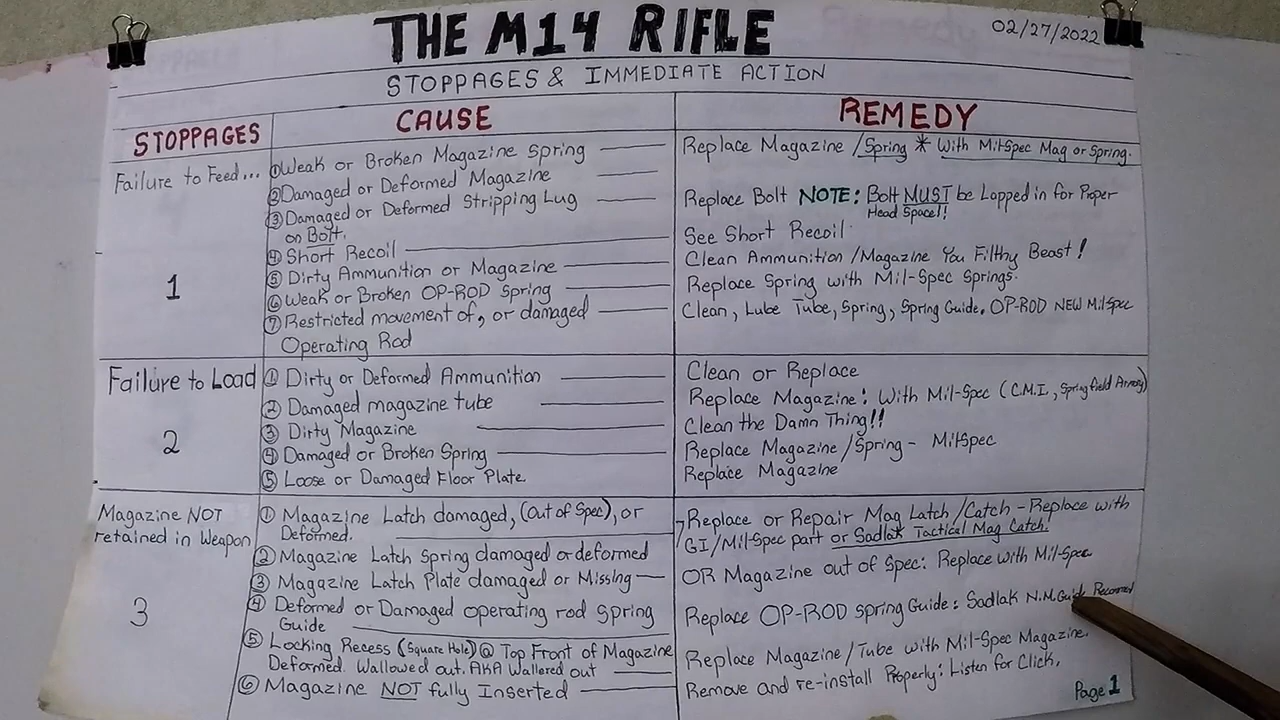 THE M14 RIFLE
02/27/2022
STOPPAGES & IMMEDIATE ACTION
STOPPAGES
CAUSE
REMEDY
Failure to Feed...
1
① Weak or Broken Magazine Spring
② Damaged or Deformed Magazine
③ Damaged or Deformed Stripping Lug
on Bolt.
④ Short Recoil
⑤ Dirty Ammunition or Magazine
⑥ Weak or Broken OP-ROD Spring
⑦ Restricted movement of, or damaged
Operating Rod
Replace Magazine /Spring * With Mil-Spec Mag or Spring.
Replace Bolt NOTE: Bolt MUST be Lapped in for Proper
Head Space!!
See Short Recoil.
Clean Ammunition /Magazine You Filthy Beast!
Replace Spring with Mil-Spec Springs.
Clean, Lube Tube, Spring, Spring Guide. OP-ROD NEW MilSpec
Failure to Load
2
① Dirty or Deformed Ammunition
② Damaged magazine tube
③ Dirty Magazine
④ Damaged or Broken Spring
⑤ Loose or Damaged Floor Plate.
Clean or Replace
Replace Magazine: With Mil-Spec (C.M.I., Springfield Armory)
Clean the Damn Thing!!
Replace Magazine/Spring - MilSpec
Replace Magazine
Magazine NOT
retained in Weapon
3
① Magazine Latch damaged, (Out of Spec), or
Deformed.
② Magazine Latch Spring damaged or deformed
③ Magazine Latch Plate damaged or Missing
④ Deformed or Damaged operating rod spring
Guide
⑤ Locking Recess (Square Hole) @ Top Front of Magazine
Deformed. Wallowed out. AKA Wallered out
⑥ Magazine NOT fully Inserted
Replace or Repair Mag Latch /Catch - Replace with
GI/Mil-Spec part or Sadlak Tactical Mag Catch!
OR Magazine out of Spec: Replace with Mil-Spec
Replace OP-ROD Spring Guide: Sadlak N.M.
Replace Magazine/Tube with Mil-Spec Magazine.
Remove and re-install Properly: Listen for Click.
Page 1